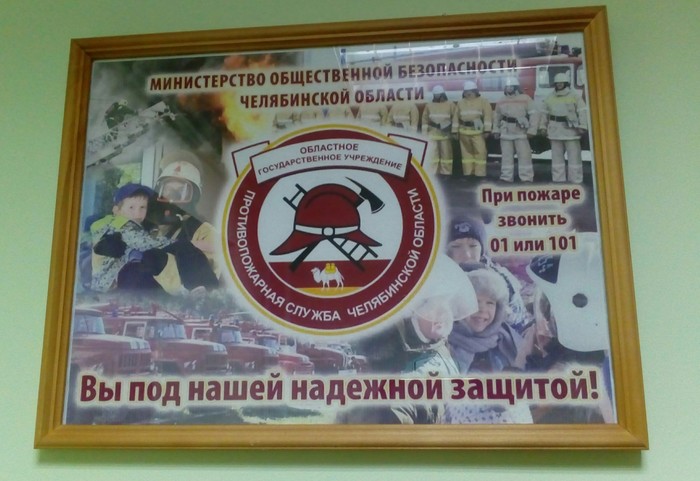 МИНИСТЕРСТВО ОБЩЕСТВЕННОЙ БЕЗОПАСНОСТИ
ЧЕЛЯБИНСКОЙ ОБЛАСТИ
ОБЛАСТНОЕ
ГОСУДАРСТВЕННОЕ УЧРЕЖДЕНИЕ
ПРОТИВОПОЖАРНАЯ СЛУЖБА ЧЕЛЯБИНСКОЙ ОБЛАСТИ
При пожаре
звонить
01 или 101
Вы под нашей надежной защитой!